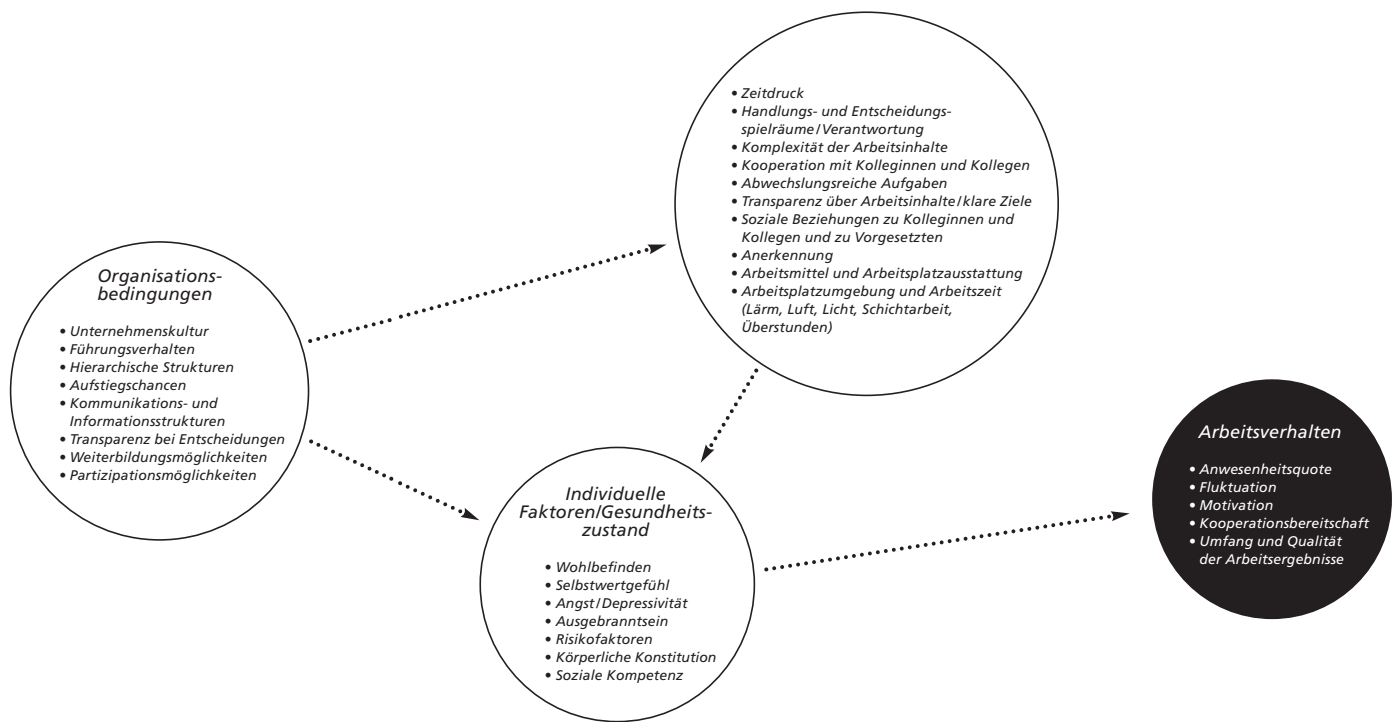 Organisations-
bedingungen
• Unternehmenskultur
• Führungsverhalten
• Hierarchische Strukturen
• Aufstiegschancen
• Kommunikations- und
Informationsstrukturen
• Transparenz bei Entscheidungen
• Weiterbildungsmöglichkeiten
• Partizipationsmöglichkeiten
• Zeitdruck
• Handlungs- und Entscheidungs-
spielräume/Verantwortung
• Komplexität der Arbeitsinhalte
• Kooperation mit Kolleginnen und Kollegen
• Abwechslungsreiche Aufgaben
• Transparenz über Arbeitsinhalte/klare Ziele
• Soziale Beziehungen zu Kolleginnen und
Kollegen und zu Vorgesetzten
• Anerkennung
• Arbeitsmittel und Arbeitsplatzausstattung
• Arbeitsplatzumgebung und Arbeitszeit
(Lärm, Luft, Licht, Schichtarbeit,
Überstunden)
Individuelle
Faktoren/Gesundheits-
zustand
• Wohlbefinden
• Selbstwertgefühl
• Angst/Depressivität
• Ausgebranntsein
• Risikofaktoren
• Körperliche Konstitution
• Soziale Kompetenz
Arbeitsverhalten
• Anwesenheitsquote
• Fluktuation
• Motivation
• Kooperationsbereitschaft
• Umfang und Qualität
der Arbeitsergebnisse